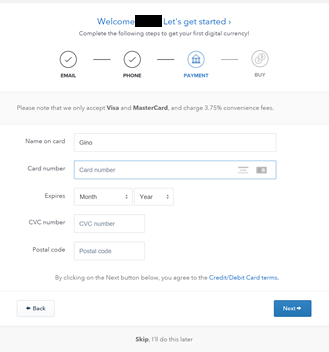 Welcome Let's get started ›
Complete the following steps to get your first digital currency!
EMAIL PHONE PAYMENT BUY
Please note that we only accept Visa and MasterCard, and charge 3.75% convenience fees.
Name on card Gino
Card number Card number
Expires Month Year
CVC number CVC number
Postal code Postal code
By clicking on the Next button below, you agree to the Credit/Debit Card terms.
Back Next
Skip, I'll do this later